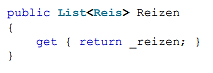 public List<Reis> Reizen
{
    get { return _reizen; }
}